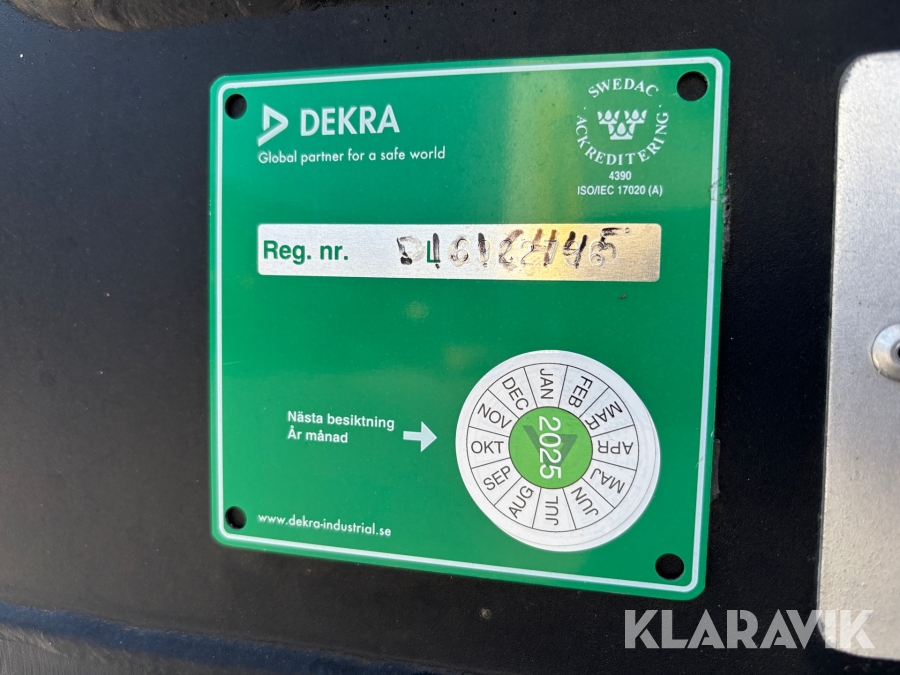 DEKRA
Global partner for a safe world
SWEDAC
ACKREDITERING
4390
ISO/IEC 17020 (A)
Reg. nr.
Nästa besiktning
År månad
JAN
FEB
MAR
APR
MAJ
JUN
JUL
AUG
SEP
OKT
NOV
DEC
2025
www.dekra-industrial.se
KLARAVIK